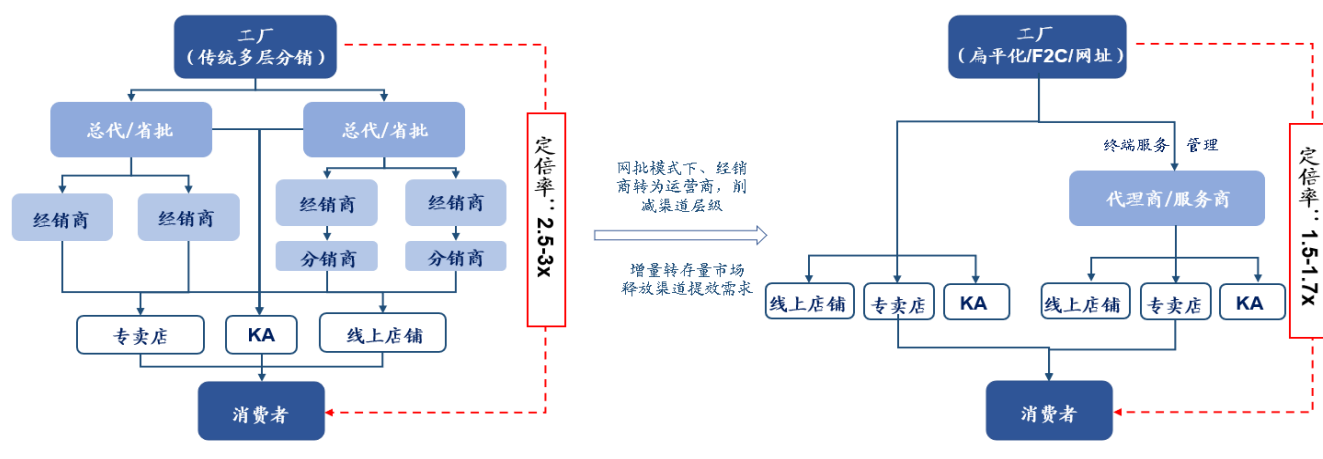 工厂
（传统多层分销）
总代/省批
总代/省批
经销商
经销商
经销商
经销商
分销商
分销商
专卖店
KA
线上店铺
消费者
定倍率：2.5-3x
网批模式下、经销
商转为运营商，削
减渠道层级
增量转存量市场
释放渠道提效需求
工厂
（扁平化/F2C/网址）
终端服务 管理
代理商/服务商
线上店铺
专卖店
KA
线上店铺
专卖店
KA
消费者
定倍率：1.5-1.7x